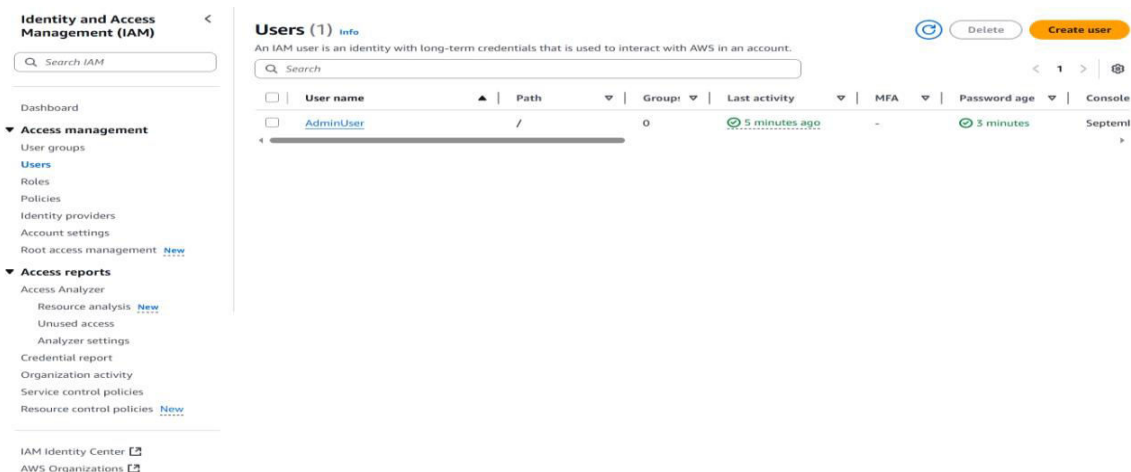 Identity and Access
Management (IAM)
Search IAM
Dashboard
Access management
User groups
Users
Roles
Policies
Identity providers
Account settings
Root access management New
Access reports
Access Analyzer
Resource analysis New
Unused access
Analyzer settings
Credential report
Organization activity
Service control policies
Resource control policies New
IAM Identity Center
AWS Organizations
Users (1) Info
Delete
Create user
An IAM user is an identity with long-term credentials that is used to interact with AWS in an account.
Search
1
User name Path Group Last activity MFA Password age Console
AdminUser / 0 5 minutes ago - 3 minutes Septem